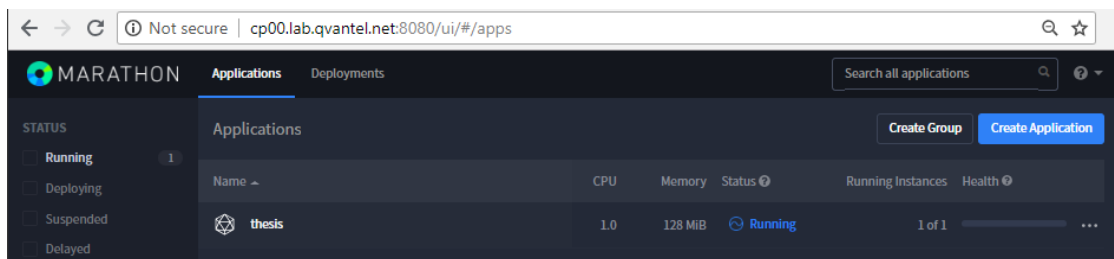 Not secure | cp00.lab.qvantel.net:8080/ui/#/apps
MARATHON Applications Deployments Search all applications
STATUS
Applications Create Group Create Application
Running 1
Name CPU Memory Status Running Instances Health
Deploying
Suspended
thesis 1.0 128 MiB Running 1 of 1
Delayed